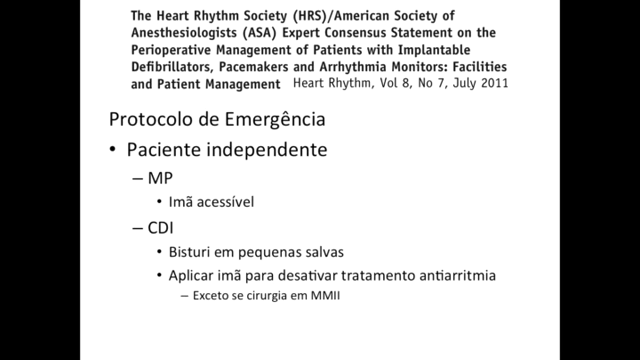 The Heart Rhythm Society (HRS)/American Society of
Anesthesiologists (ASA) Expert Consensus Statement on the
Perioperative Management of Patients with Implantable
Defibrillators, Pacemakers and Arrhythmia Monitors: Facilities
and Patient Management Heart Rhythm, Vol 8, No 7, July 2011
Protocolo de Emergência
• Paciente independente
– MP
• Imã acessível
– CDI
• Bisturi em pequenas salvas
• Aplicar imã para desativar tratamento antiarritmia
– Exceto se cirurgia em MMII